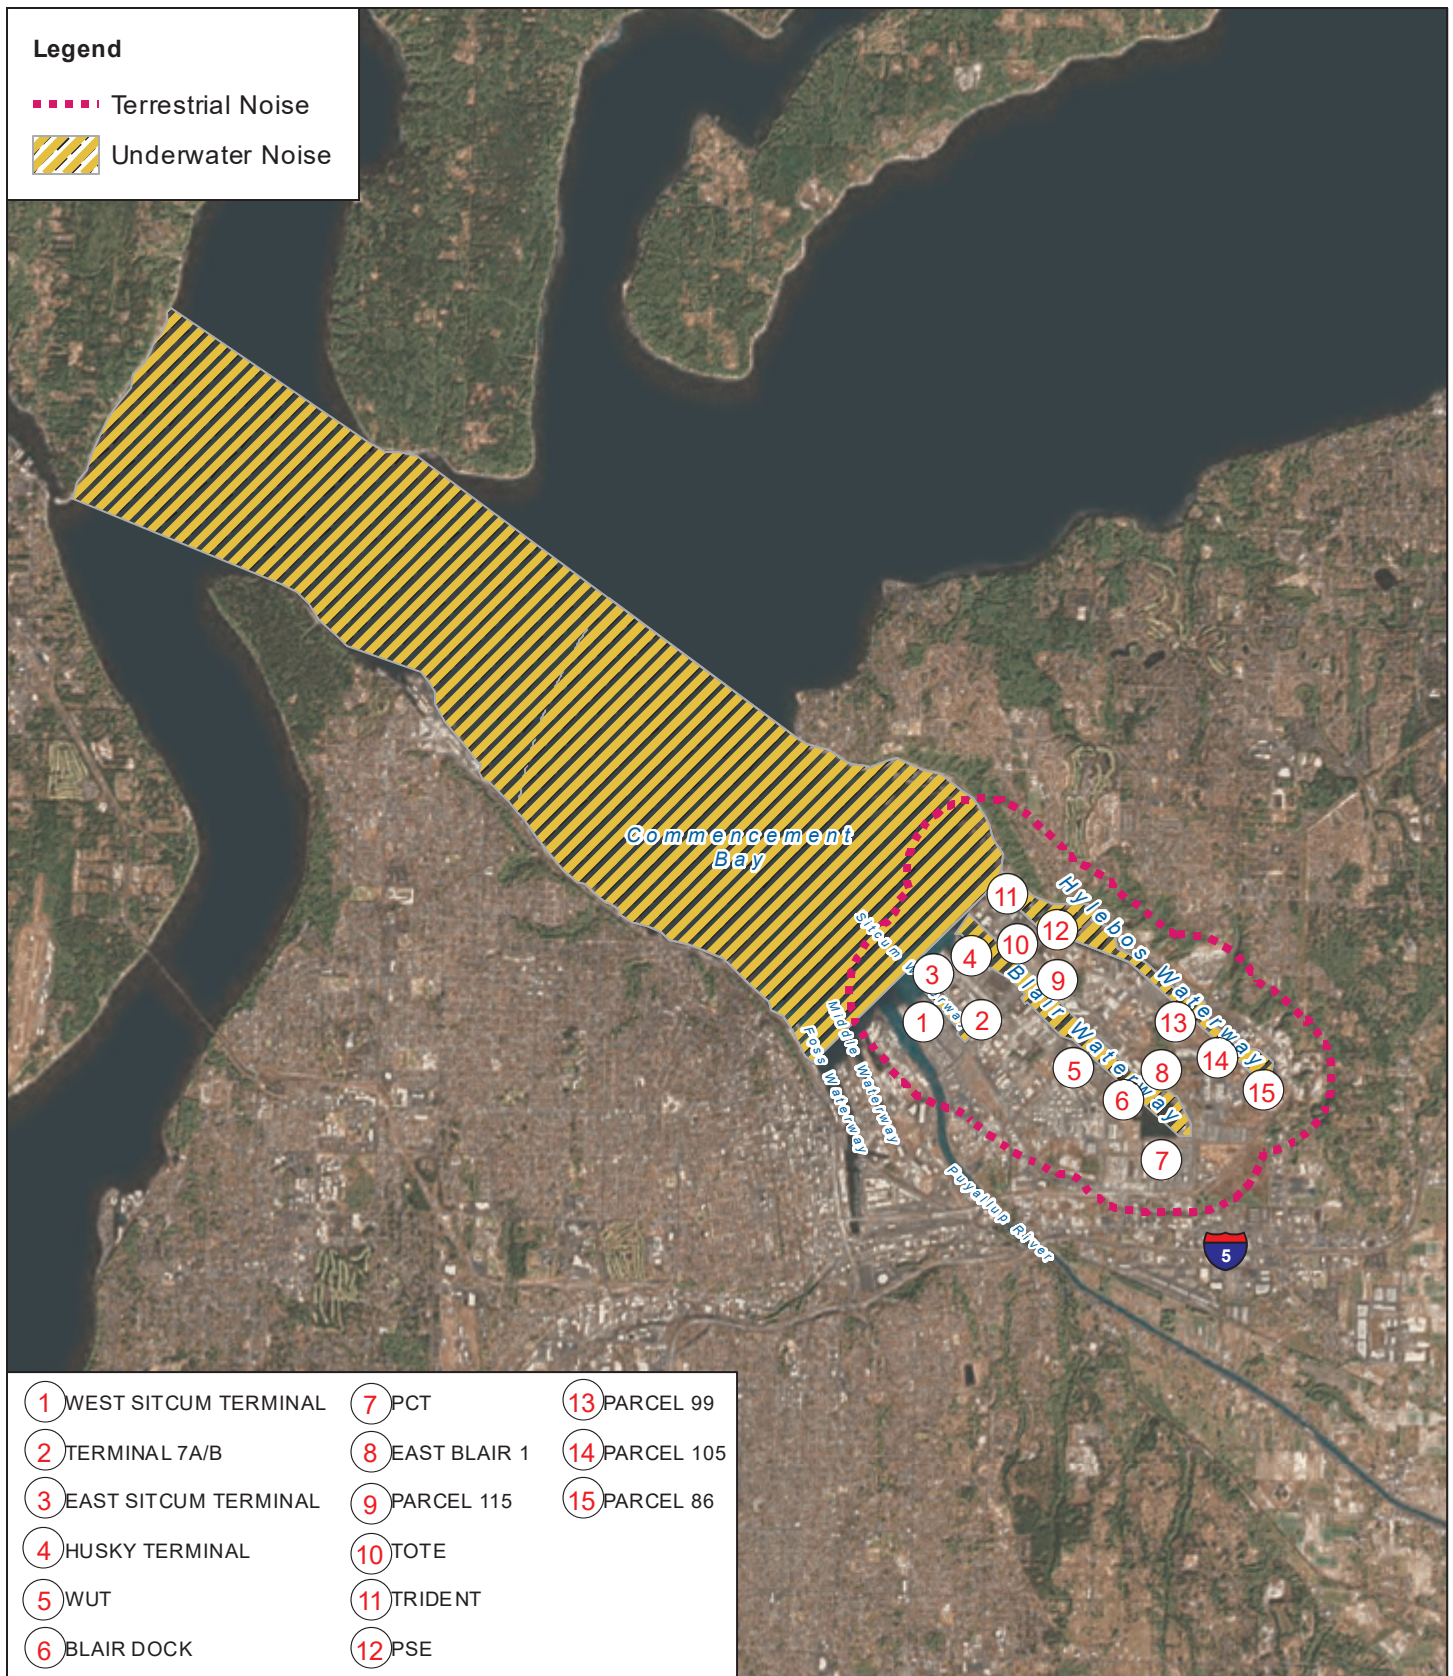 Legend
Terrestrial Noise
Underwater Noise
Commencement
Bay
Hylebos Waterway
Sitcum Waterway
Blair Waterway
Middle Waterway
Foss Waterway
Puyallup River
11
12
10
4
3
9
1
2
13
5
8
14
6
15
7
5
1 WEST SITCUM TERMINAL
2 TERMINAL 7A/B
3 EAST SITCUM TERMINAL
4 HUSKY TERMINAL
5 WUT
6 BLAIR DOCK
7 PCT
8 EAST BLAIR 1
9 PARCEL 115
10 TOTE
11 TRIDENT
12 PSE
13 PARCEL 99
14 PARCEL 105
15 PARCEL 86